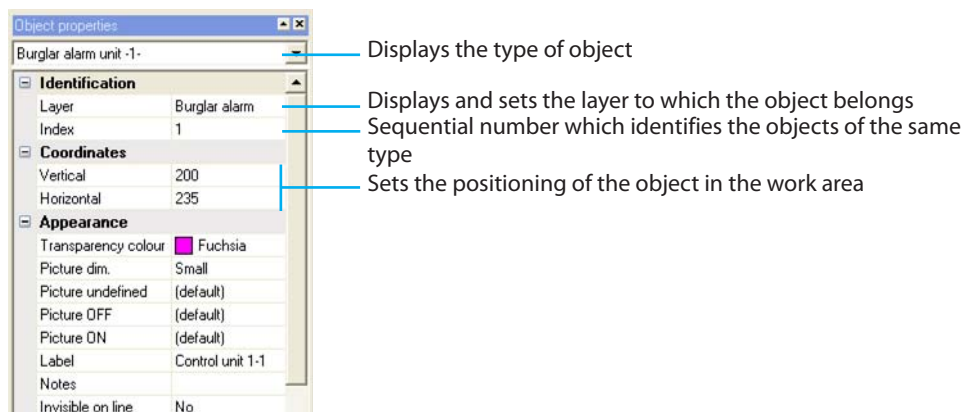 Object properties
Burglar alarm unit -1-
Displays the type of object
Identification
Layer Burglar alarm
Displays and sets the layer to which the object belongs
Index 1
Sequential number which identifies the objects of the same
type
Coordinates
Vertical 200
Horizontal 235
Sets the positioning of the object in the work area
Appearance
Transparency colour Fuchsia
Picture dim. Small
Picture undefined (default)
Picture OFF (default)
Picture ON (default)
Label Control unit 1-1
Notes
Invisible on line No